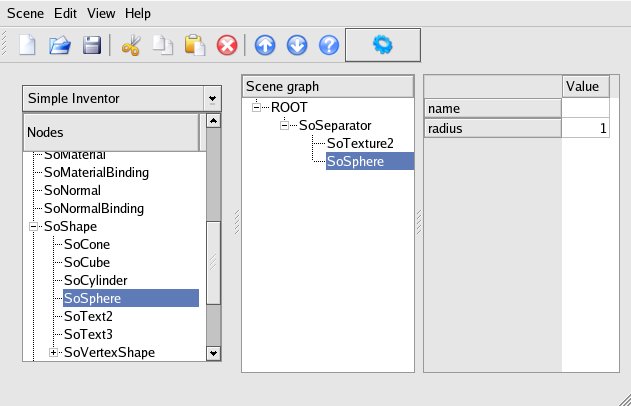 Scene Edit View Help
Simple Inventor
Nodes
SoMaterial
SoMaterialBinding
SoNormal
SoNormalBinding
SoShape
SoCone
SoCube
SoCylinder
SoSphere
SoText2
SoText3
SoVertexShape
Scene graph
ROOT
SoSeparator
SoTexture2
SoSphere
Value
name
radius 1